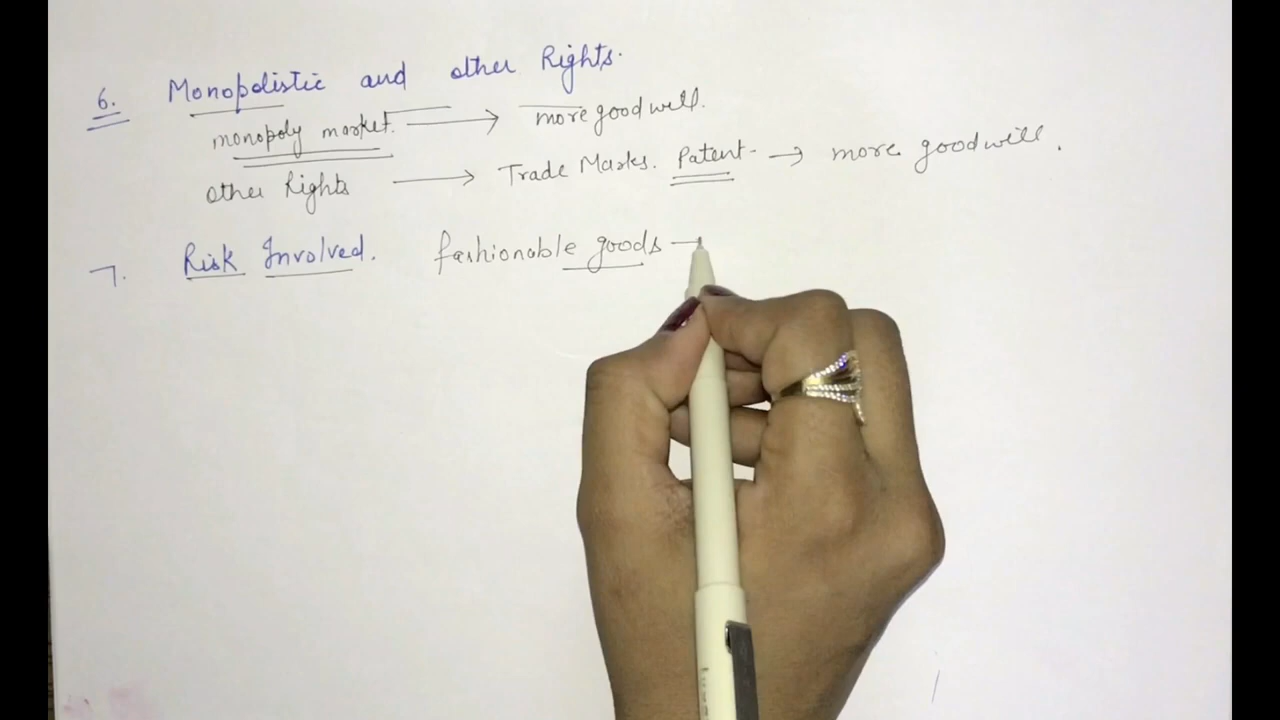 6. Monopolistic and other Rights.
monopoly market. → more goodwill.
other Rights → Trade Marks. Patent- → more goodwill.
7. Risk Involved. fashionable goods →